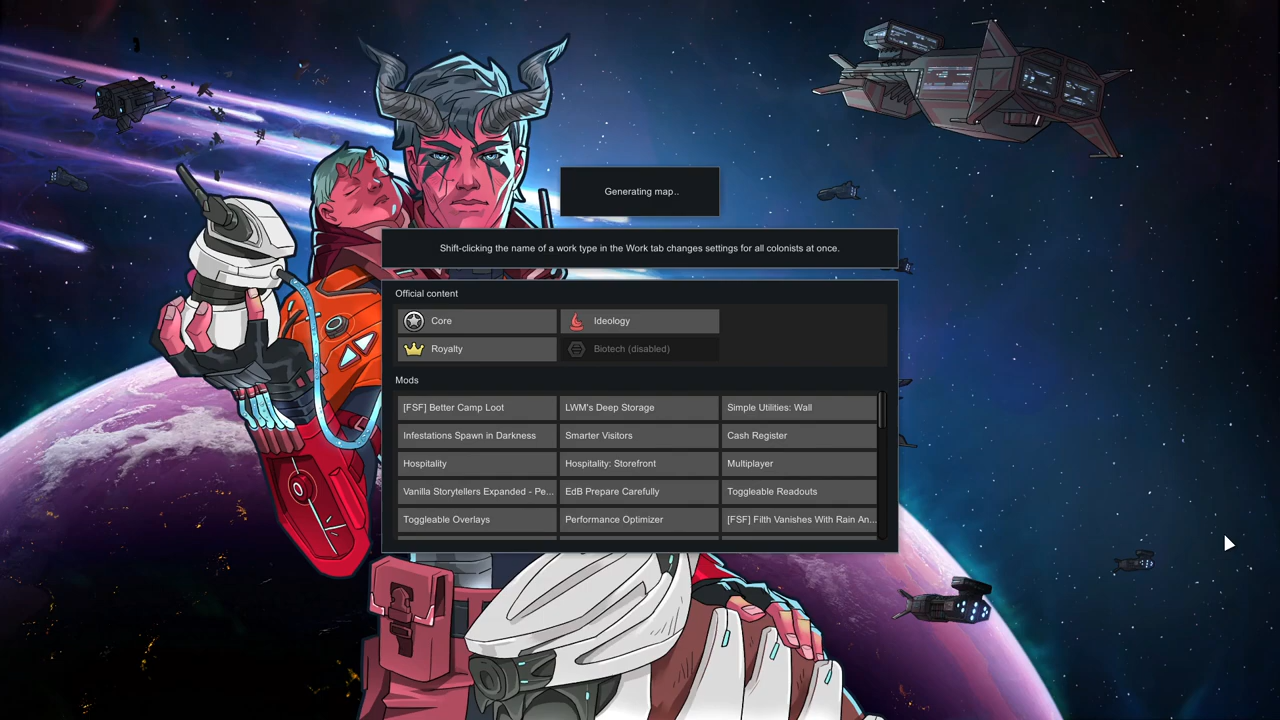 Generating map..
Shift-clicking the name of a work type in the Work tab changes settings for all colonists at once.
Official content
Core
Ideology
Royalty
Biotech (disabled)
Mods
[FSF] Better Camp Loot
LWM's Deep Storage
Simple Utilities: Wall
Infestations Spawn in Darkness
Smarter Visitors
Cash Register
Hospitality
Hospitality: Storefront
Multiplayer
Vanilla Storytellers Expanded - Pe...
EdB Prepare Carefully
Toggleable Readouts
Toggleable Overlays
Performance Optimizer
[FSF] Filth Vanishes With Rain An...